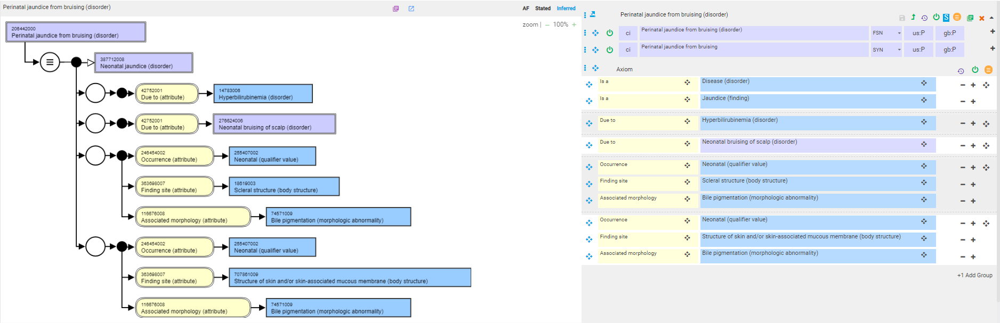 Perinatal jaundice from bruising (disorder)
AF Stated Inferred
zoom | – 100% +
206442000
Perinatal jaundice from bruising (disorder)
387712008
Neonatal jaundice (disorder)
42752001
Due to (attribute)
14783006
Hyperbilirubinemia (disorder)
42752001
Due to (attribute)
276624006
Neonatal bruising of scalp (disorder)
246454002
Occurrence (attribute)
255407002
Neonatal (qualifier value)
363698007
Finding site (attribute)
18619003
Scleral structure (body structure)
116676008
Associated morphology (attribute)
74571009
Bile pigmentation (morphologic abnormality)
246454002
Occurrence (attribute)
255407002
Neonatal (qualifier value)
363698007
Finding site (attribute)
707861009
Structure of skin and/or skin-associated mucous membrane (body structure)
116676008
Associated morphology (attribute)
74571009
Bile pigmentation (morphologic abnormality)
Perinatal jaundice from bruising (disorder)
S
ci Perinatal jaundice from bruising (disorder) FSN us:P gb:P
ci Perinatal jaundice from bruising SYN us:P gb:P
Axiom
Is a Disease (disorder)
Is a Jaundice (finding)
Due to Hyperbilirubinemia (disorder)
Due to Neonatal bruising of scalp (disorder)
Occurrence Neonatal (qualifier value)
Finding site Scleral structure (body structure)
Associated morphology Bile pigmentation (morphologic abnormality)
Occurrence Neonatal (qualifier value)
Finding site Structure of skin and/or skin-associated mucous membrane (body structure)
Associated morphology Bile pigmentation (morphologic abnormality)
+1 Add Group